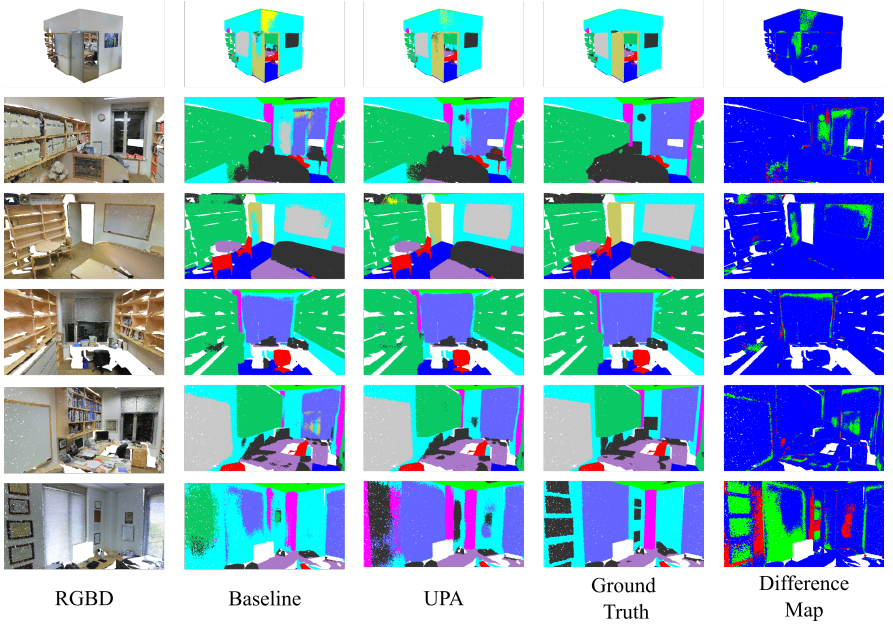 RGBD
Baseline
UPA
Ground
Truth
Difference
Map